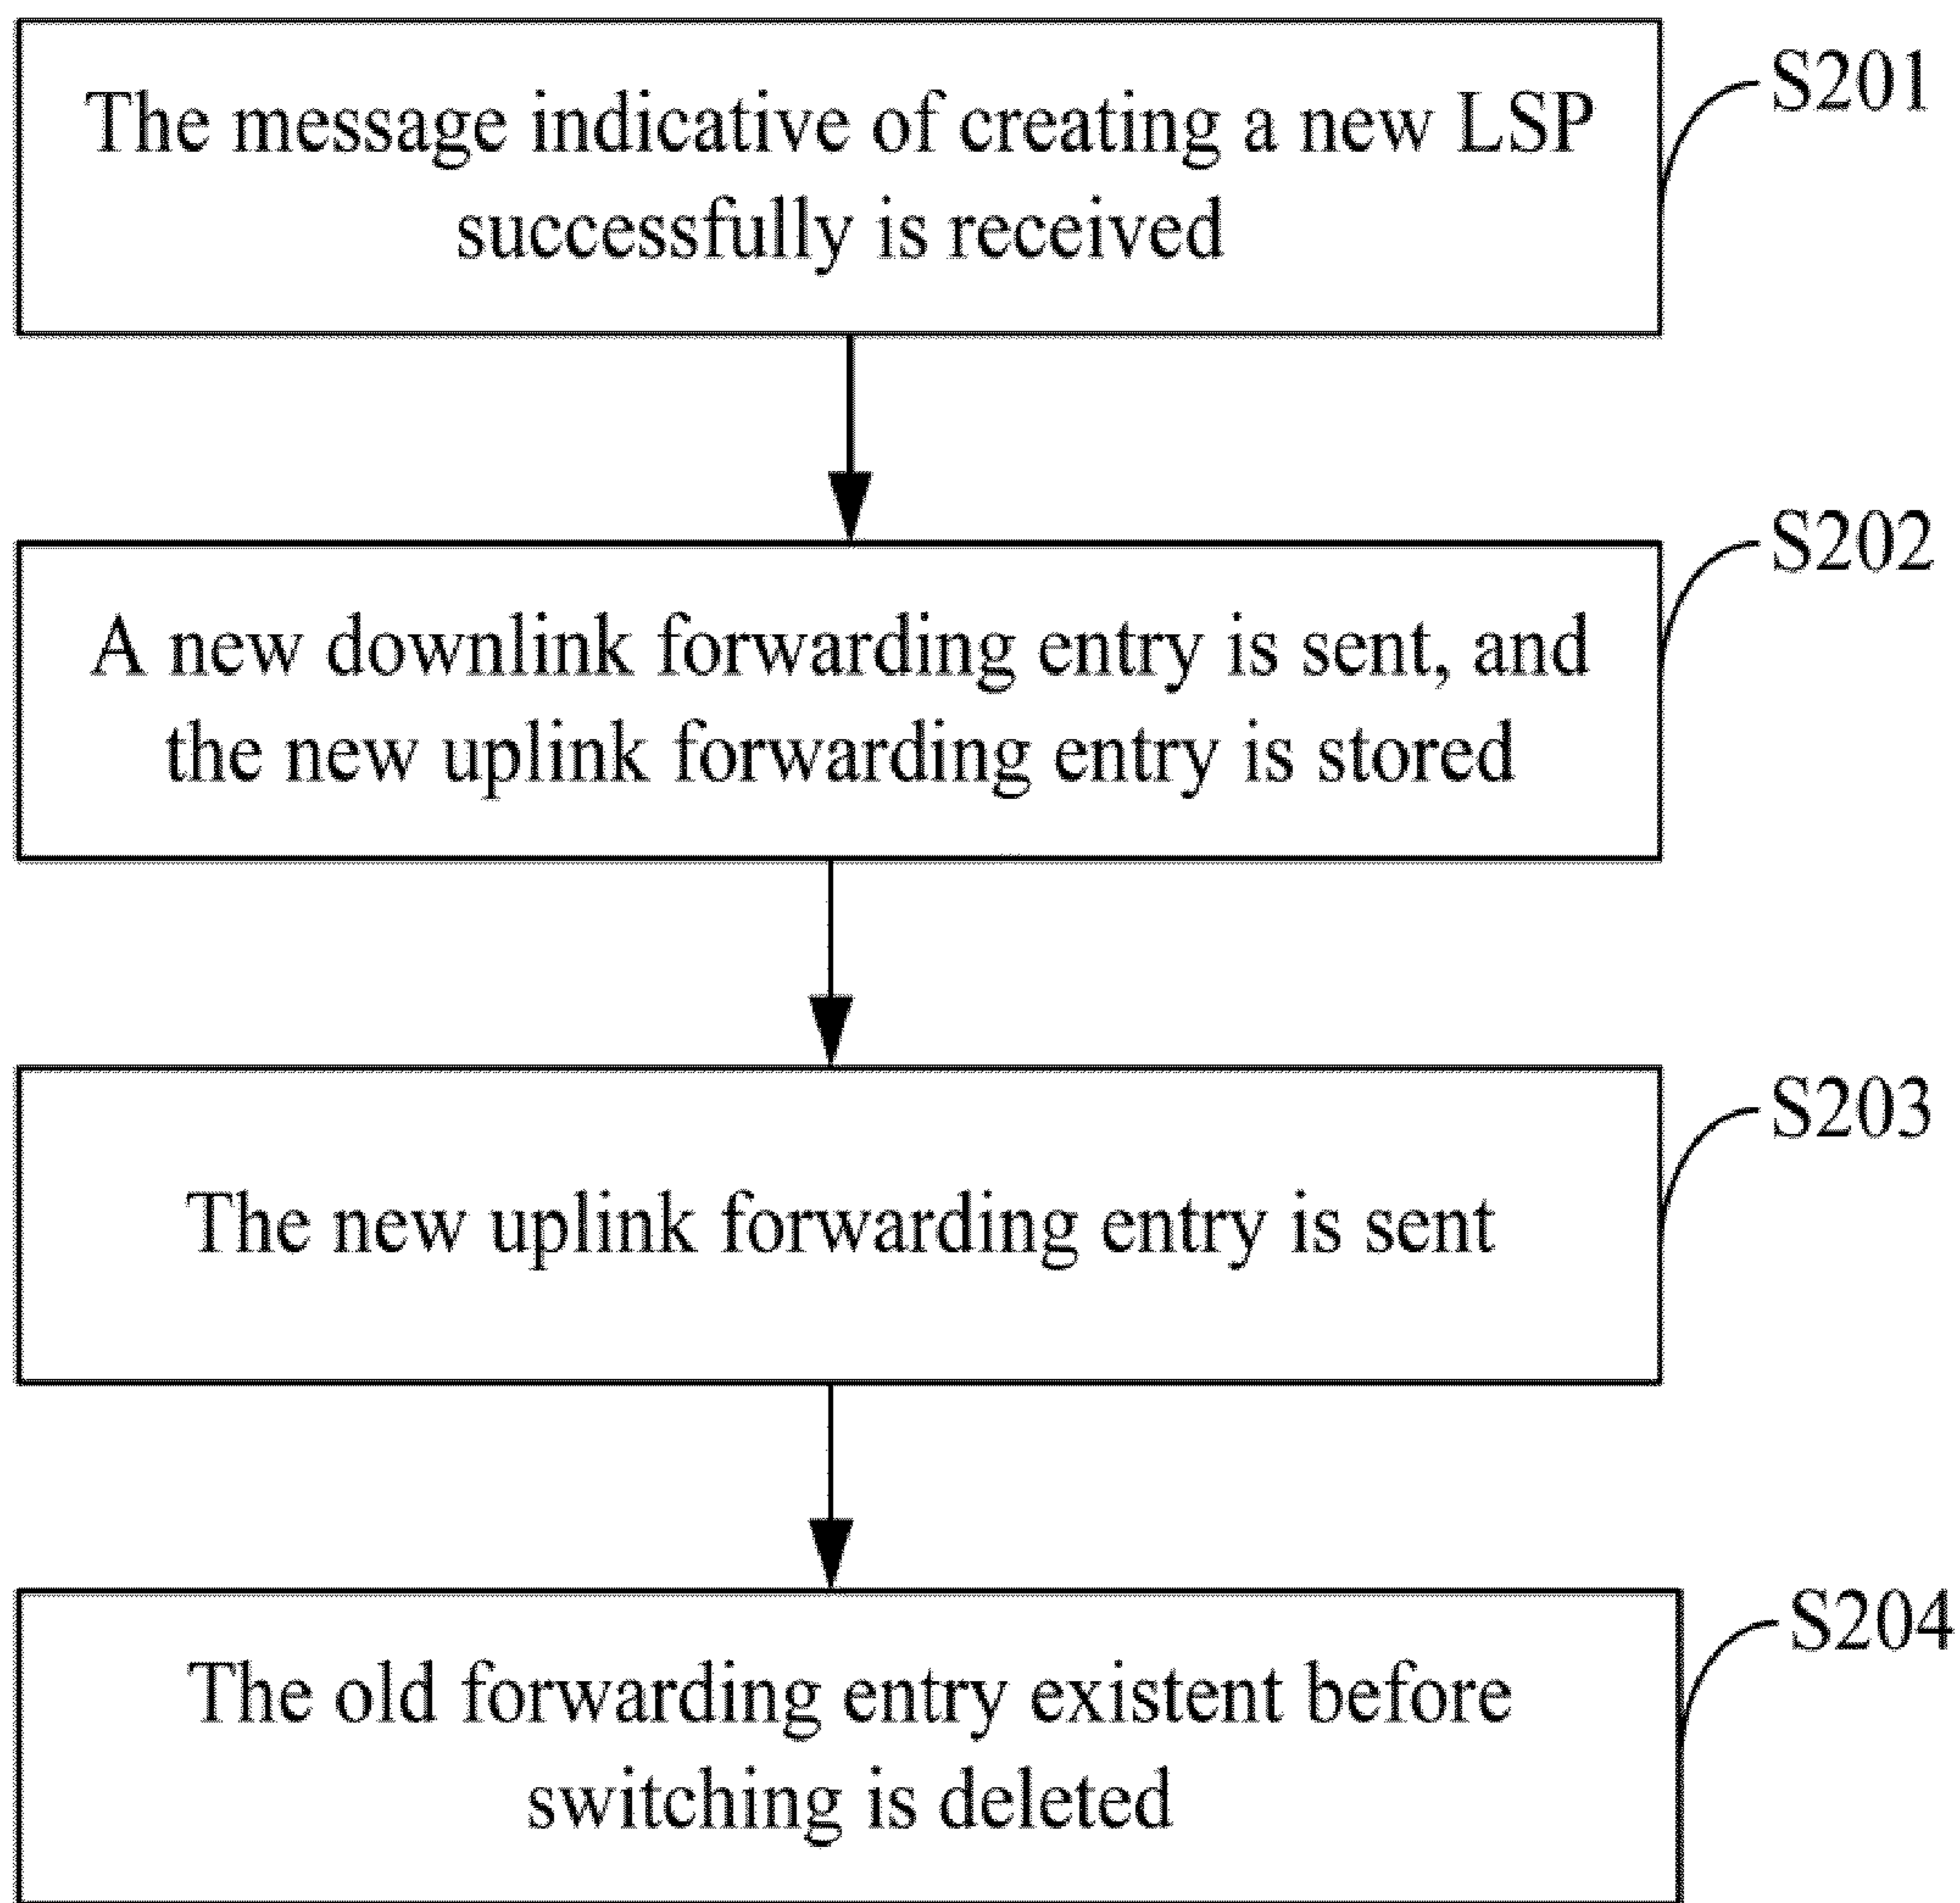 The message indicative of creating a new LSP
successfully is received
S201
A new downlink forwarding entry is sent, and
the new uplink forwarding entry is stored
S202
The new uplink forwarding entry is sent
S203
The old forwarding entry existent before
switching is deleted
S204